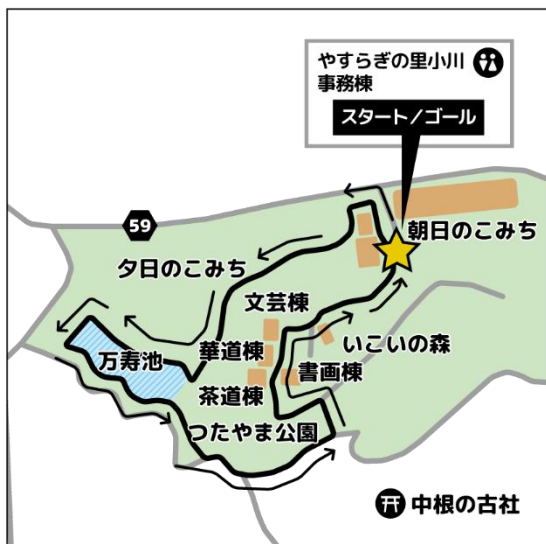 やすらぎの里小川
事務棟
スタート／ゴール
59
朝日のこみち
夕日のこみち
文芸棟
いこいの森
華道棟
万寿池
書画棟
茶道棟
つたやま公園
中根の古社